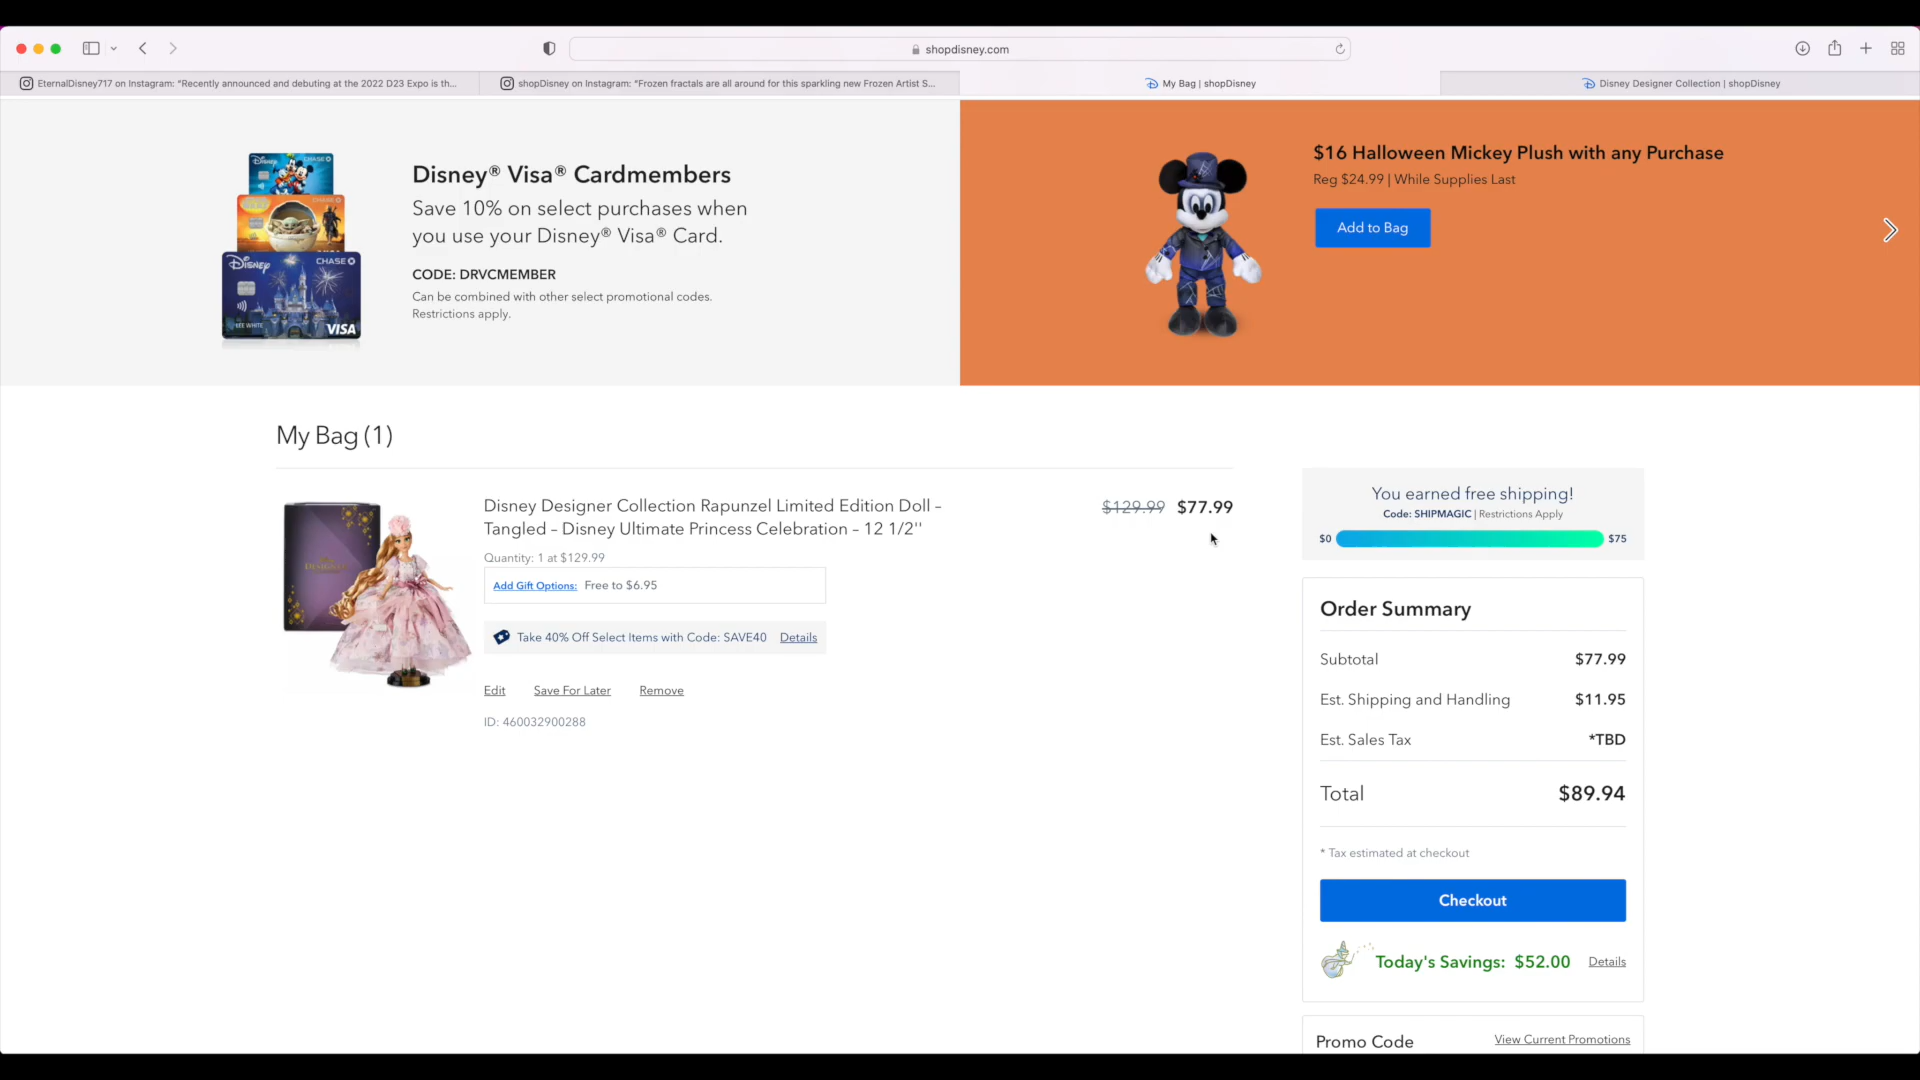 shopdisney.com
EternalDisney717 on Instagram: "Recently announced and debuting at the 2022 D23 Expo is th...
shopDisney on Instagram: "Frozen fractals are all around for this sparkling new Frozen Artist S...
My Bag | shopDisney
Disney Designer Collection | shopDisney
Disney
CHASE
CHASE
Disney
CHASE
LEE WHITE
VISA
Disney® Visa® Cardmembers
Save 10% on select purchases when
you use your Disney® Visa® Card.
CODE: DRVCMEMBER
Can be combined with other select promotional codes.
Restrictions apply.
$16 Halloween Mickey Plush with any Purchase
Reg $24.99 | While Supplies Last
Add to Bag
My Bag (1)
Disney Designer Collection Rapunzel Limited Edition Doll –
Tangled – Disney Ultimate Princess Celebration – 12 1/2''
$129.99 $77.99
Quantity: 1 at $129.99
Add Gift Options: Free to $6.95
Take 40% Off Select Items with Code: SAVE40 Details
Edit Save For Later Remove
ID: 460032900288
You earned free shipping!
Code: SHIPMAGIC | Restrictions Apply
$0 $75
Order Summary
Subtotal $77.99
Est. Shipping and Handling $11.95
Est. Sales Tax *TBD
Total $89.94
* Tax estimated at checkout
Checkout
Today's Savings: $52.00 Details
Promo Code View Current Promotions